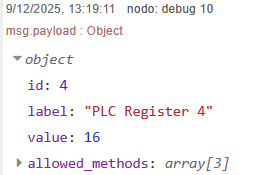 9/12/2025, 13:19:11 nodo: debug 10
msg.payload : Object
object
id: 4
label: "PLC Register 4"
value: 16
allowed_methods: array[3]